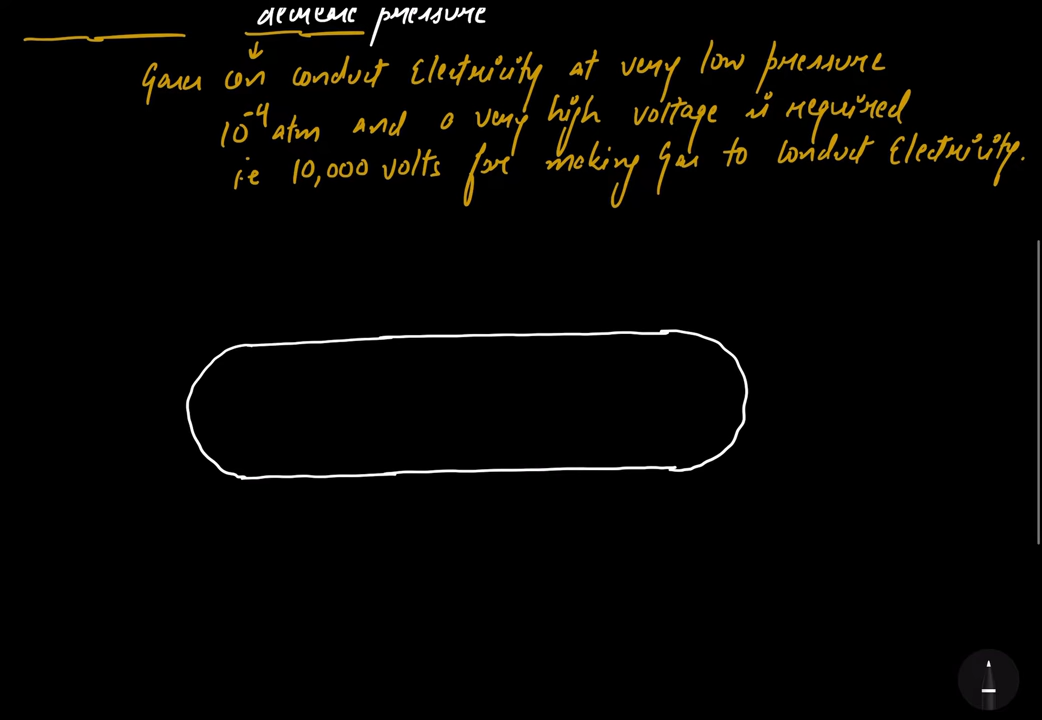 decrease pressure
Gases can conduct Electricity at very low pressure
10⁻⁴ atm and a very high voltage is required
i.e 10,000 volts for making Gas to conduct Electricity.